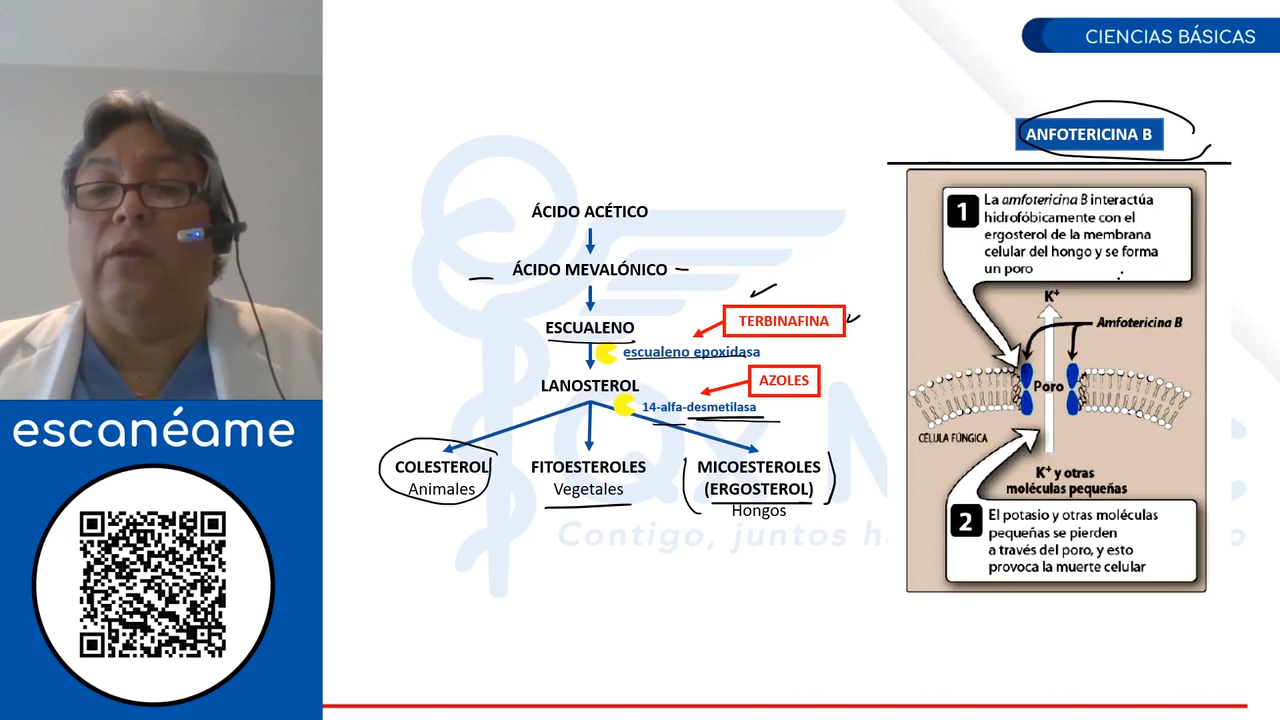 CIENCIAS BÁSICAS
escanéame
ÁCIDO ACÉTICO
ÁCIDO MEVALÓNICO
ESCUALENO
TERBINAFINA
escualeno epoxidasa
LANOSTEROL
AZOLES
14-alfa-desmetilasa
COLESTEROL
Animales
FITOESTEROLES
Vegetales
MICOESTEROLES
(ERGOSTEROL)
Hongos
Contigo, juntos h
ANFOTERICINA B
1
La amfotericina B interactúa
hidrofóbicamente con el
ergosterol de la membrana
celular del hongo y se forma
un poro
K+
Amfotericina B
Poro
CÉLULA FÚNGICA
K+ y otras
moléculas pequeñas
2
El potasio y otras moléculas
pequeñas se pierden
a través del poro, y esto
provoca la muerte celular